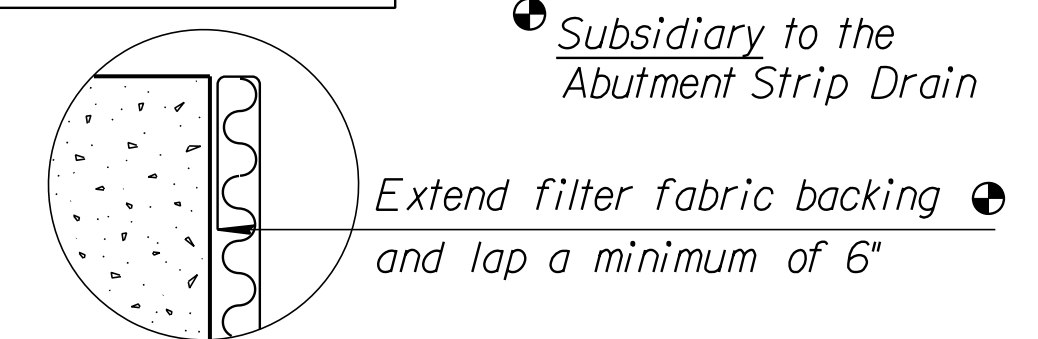 Subsidiary to the
Abutment Strip Drain
Extend filter fabric backing
and lap a minimum of 6"